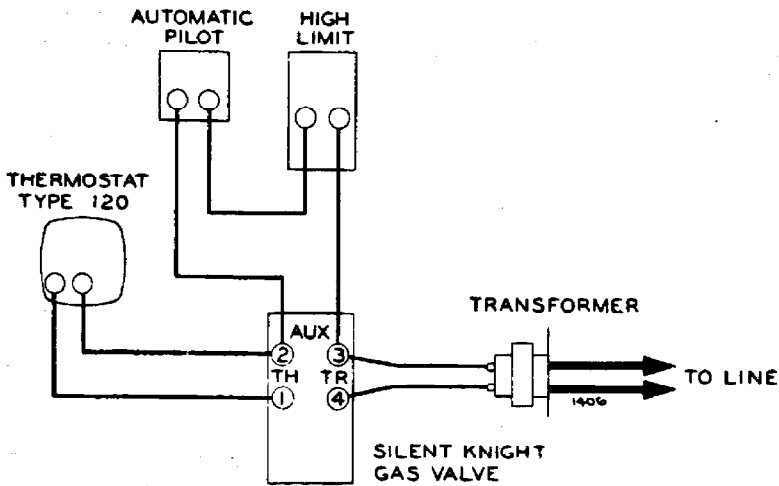 AUTOMATIC
PILOT
HIGH
LIMIT
THERMOSTAT
TYPE 120
AUX
2
3
TH
TR
1
4
TRANSFORMER
TO LINE
1406
SILENT KNIGHT
GAS VALVE